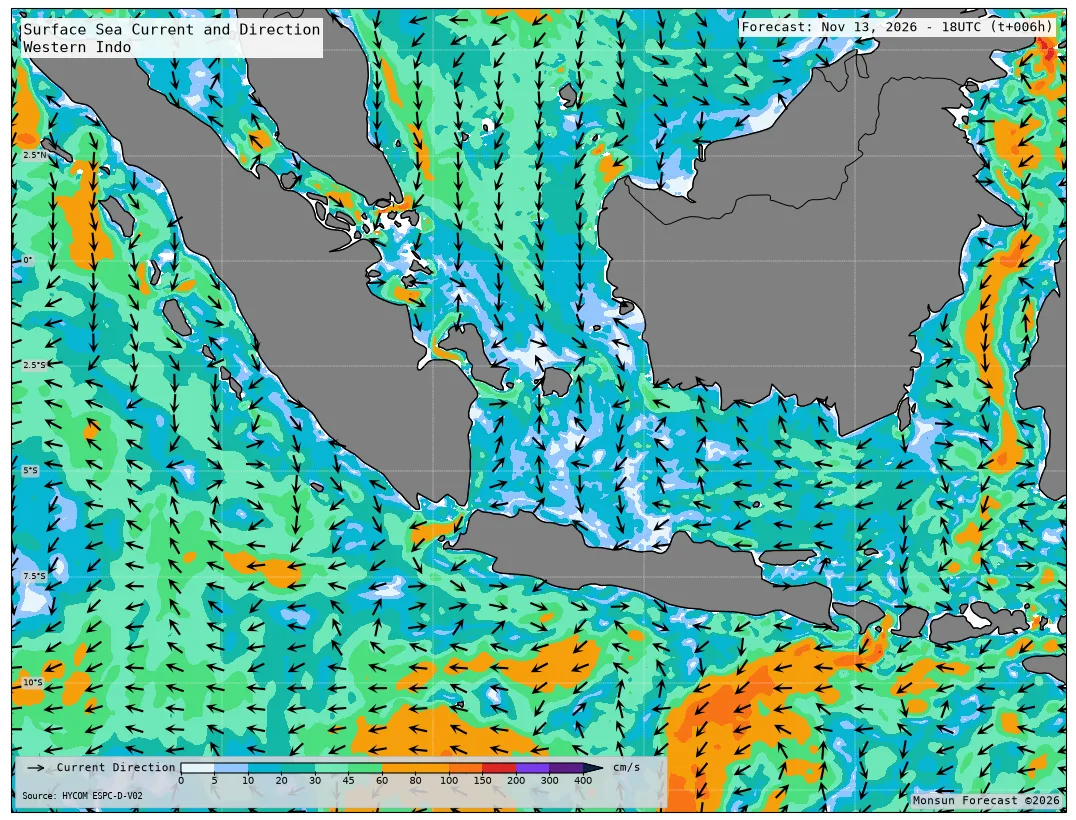 Surface Sea Current and Direction
Western Indo
Forecast: Nov 13, 2026 - 18UTC (t+006h)
2.5°N
0°
2.5°S
5°S
7.5°S
10°S
Current Direction
0 5 10 20 30 45 60 80 100 150 200 300 400 cm/s
Source: HYCOM ESPC-D-V02
Monsun Forecast ©2026